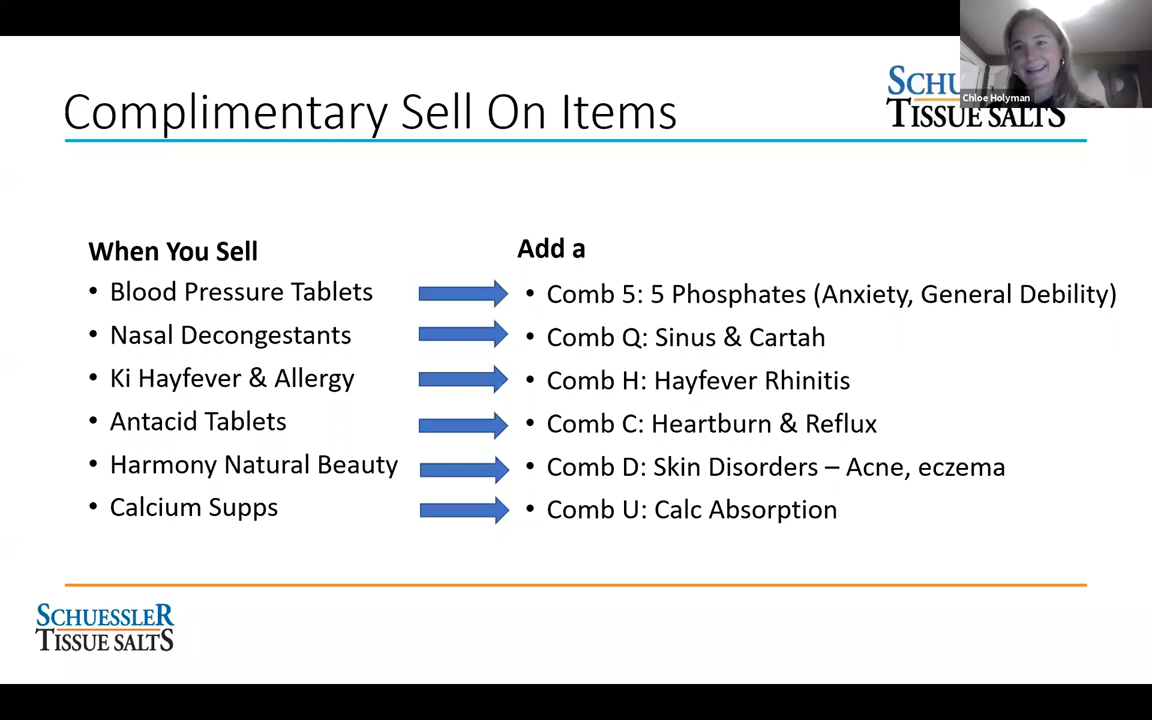 Complimentary Sell On Items
SCHU
TISSUE SALTS
Chloe Holyman
When You Sell
Add a
• Blood Pressure Tablets
• Comb 5: 5 Phosphates (Anxiety, General Debility)
• Nasal Decongestants
• Comb Q: Sinus & Cartah
• Ki Hayfever & Allergy
• Comb H: Hayfever Rhinitis
• Antacid Tablets
• Comb C: Heartburn & Reflux
• Harmony Natural Beauty
• Comb D: Skin Disorders – Acne, eczema
• Calcium Supps
• Comb U: Calc Absorption
SCHUESSLER
TISSUE SALTS